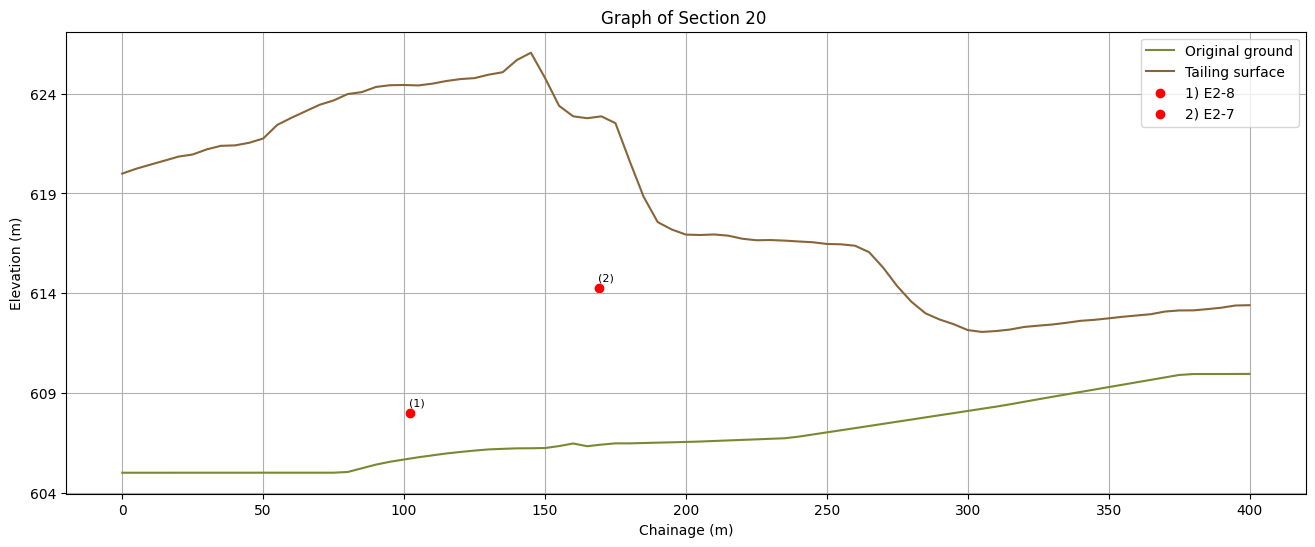 Graph of Section 20
Original ground
Tailing surface
1) E2-8
2) E2-7
Elevation (m)
624
619
614
609
604
(2)
(1)
0 50 100 150 200 250 300 350 400
Chainage (m)